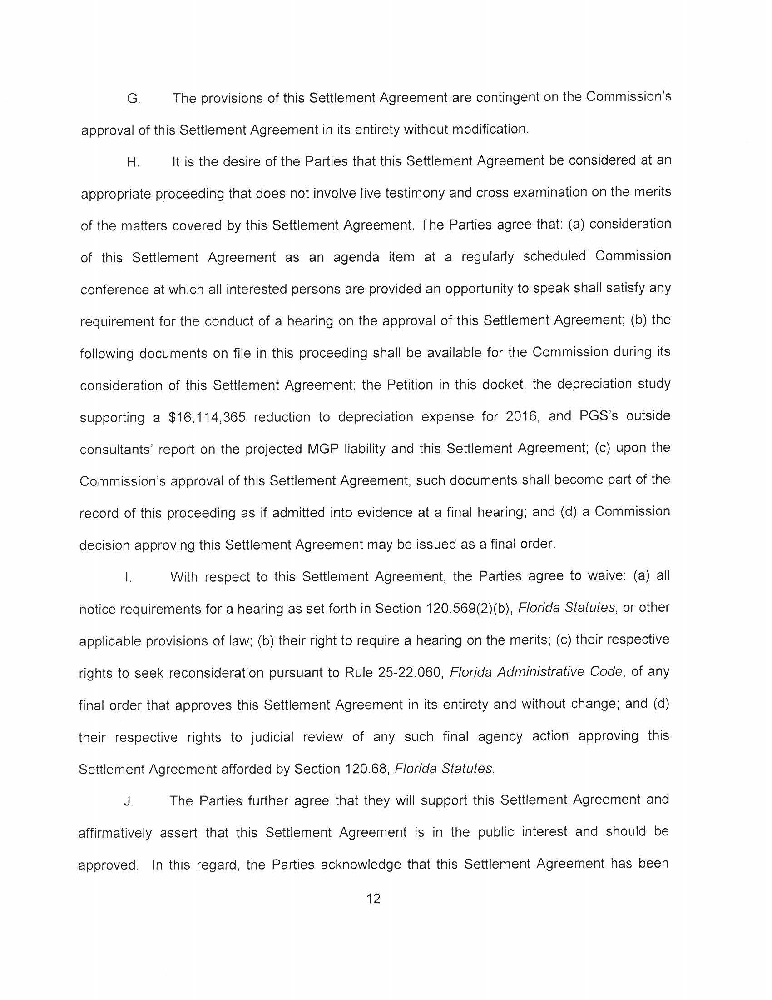 G. The provisions of this Settlement Agreement are contingent on the Commission's
approval of this Settlement Agreement in its entirety without modification.
H. It is the desire of the Parties that this Settlement Agreement be considered at an
appropriate proceeding that does not involve live testimony and cross examination on the merits
of the matters covered by this Settlement Agreement. The Parties agree that: (a) consideration
of this Settlement Agreement as an agenda item at a regularly scheduled Commission
conference at which all interested persons are provided an opportunity to speak shall satisfy any
requirement for the conduct of a hearing on the approval of this Settlement Agreement; (b) the
following documents on file in this proceeding shall be available for the Commission during its
consideration of this Settlement Agreement: the Petition in this docket, the depreciation study
supporting a $16,114,365 reduction to depreciation expense for 2016, and PGS's outside
consultants' report on the projected MGP liability and this Settlement Agreement; (c) upon the
Commission's approval of this Settlement Agreement, such documents shall become part of the
record of this proceeding as if admitted into evidence at a final hearing; and (d) a Commission
decision approving this Settlement Agreement may be issued as a final order.
I. With respect to this Settlement Agreement, the Parties agree to waive: (a) all
notice requirements for a hearing as set forth in Section 120.569(2)(b), Florida Statutes, or other
applicable provisions of law; (b) their right to require a hearing on the merits; (c) their respective
rights to seek reconsideration pursuant to Rule 25-22.060, Florida Administrative Code, of any
final order that approves this Settlement Agreement in its entirety and without change; and (d)
their respective rights to judicial review of any such final agency action approving this
Settlement Agreement afforded by Section 120.68, Florida Statutes.
J. The Parties further agree that they will support this Settlement Agreement and
affirmatively assert that this Settlement Agreement is in the public interest and should be
approved. In this regard, the Parties acknowledge that this Settlement Agreement has been
12